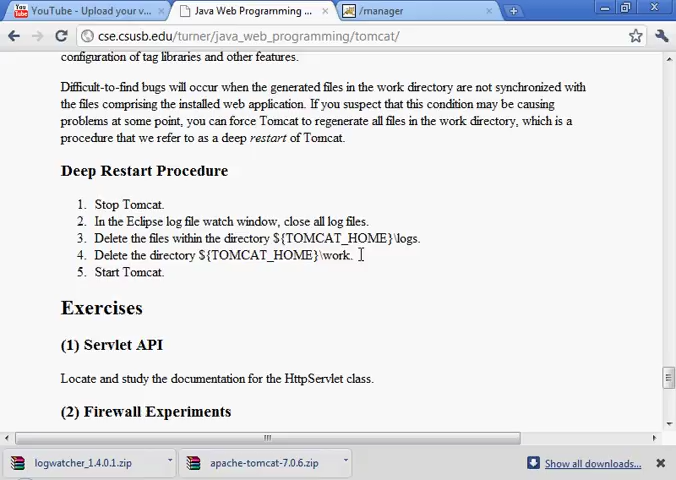 YouTube - Upload your v...
Java Web Programming ...
/manager
cse.csusb.edu/turner/java_web_programming/tomcat/
configuration of tag libraries and other features.
Difficult-to-find bugs will occur when the generated files in the work directory are not synchronized with
the files comprising the installed web application. If you suspect that this condition may be causing
problems at some point, you can force Tomcat to regenerate all files in the work directory, which is a
procedure that we refer to as a deep restart of Tomcat.
Deep Restart Procedure
1. Stop Tomcat.
2. In the Eclipse log file watch window, close all log files.
3. Delete the files within the directory ${TOMCAT_HOME}\logs.
4. Delete the directory ${TOMCAT_HOME}\work.
5. Start Tomcat.
Exercises
(1) Servlet API
Locate and study the documentation for the HttpServlet class.
(2) Firewall Experiments
logwatcher_1.4.0.1.zip
apache-tomcat-7.0.6.zip
Show all downloads...